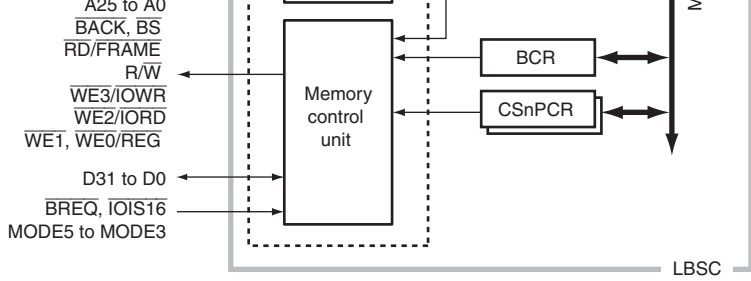 A25 to A0
BACK, BS
RD/FRAME
R/W
WE3/IOWR
WE2/IORD
WE1, WE0/REG
D31 to D0
BREQ, IOIS16
MODE5 to MODE3
Memory
control
unit
BCR
CSnPCR
LBSC